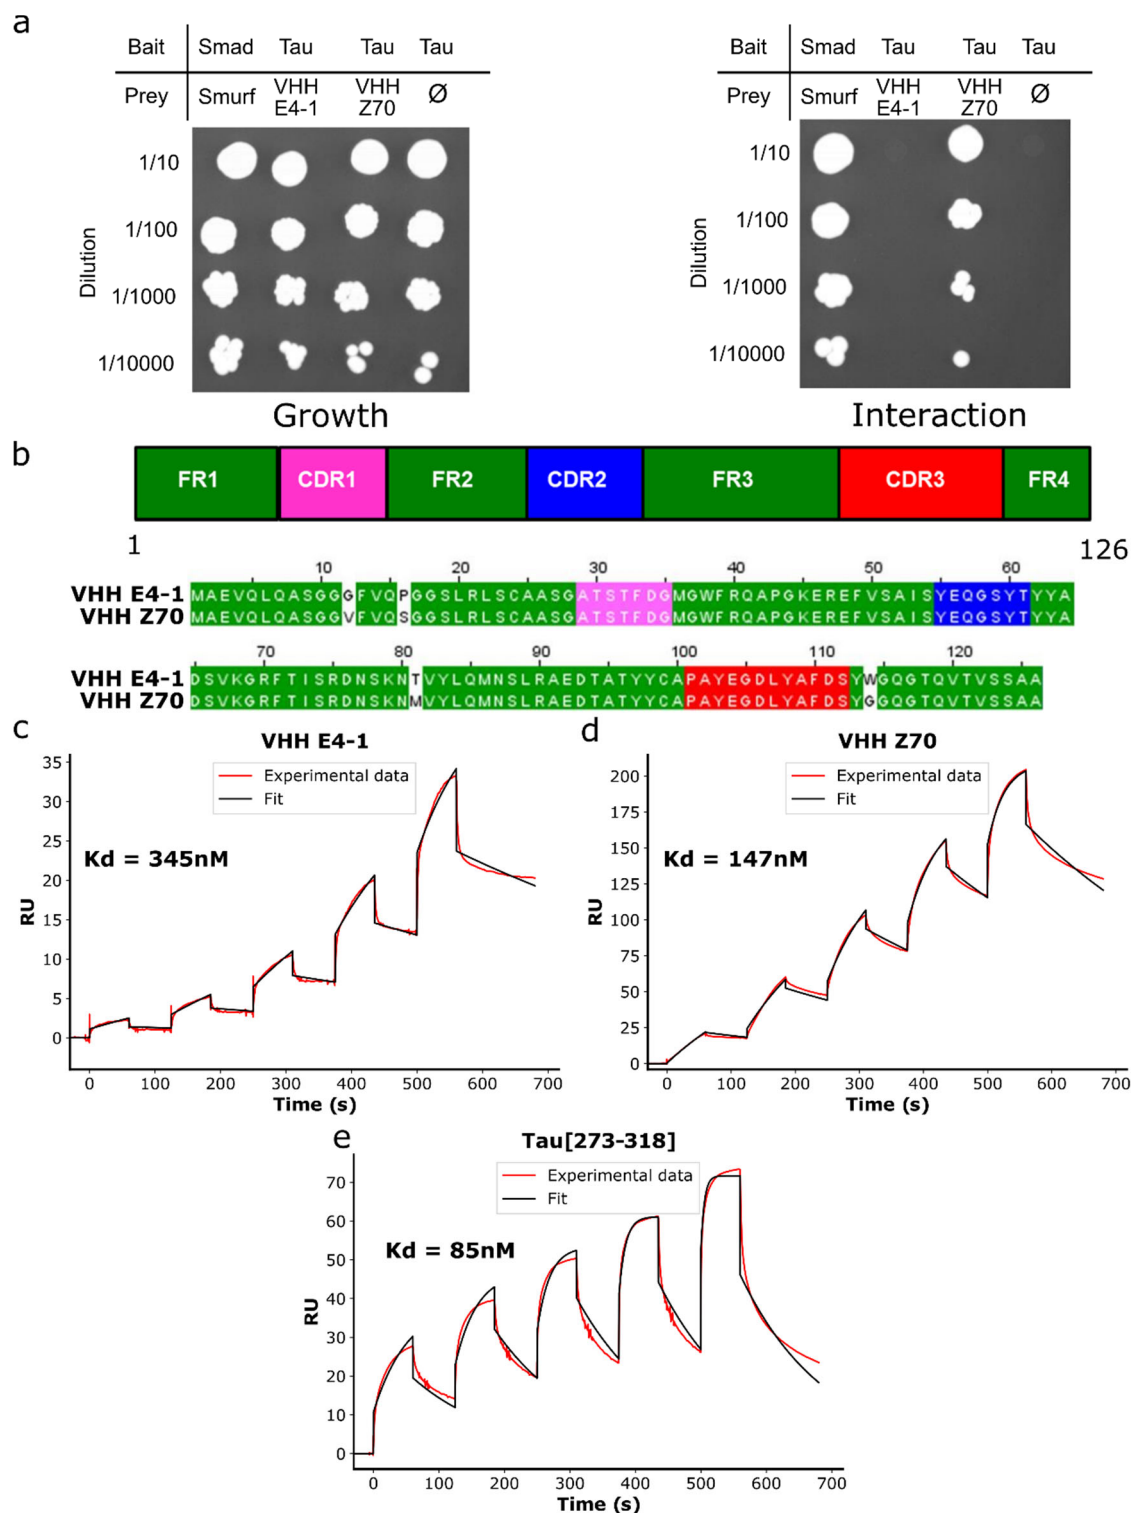 a
Bait Smad Tau Tau Tau
Prey Smurf VHH E4-1 VHH Z70 Ø
1/10
1/100
1/1000
1/10000
Dilution
Growth
Bait Smad Tau Tau Tau
Prey Smurf VHH E4-1 VHH Z70 Ø
1/10
1/100
1/1000
1/10000
Dilution
Interaction
b
FR1 CDR1 FR2 CDR2 FR3 CDR3 FR4
1 126
10 20 30 40 50 60
VHH E4-1 MAEVQLQASGGGFVQPGGSLRLSCAASGATSTFDGMGWFRQAPGKEREFVSAISYEQGSYTYYA
VHH Z70 MAEVQLQASGGVFVQSGGSLRLSCAASGATSTFDGMGWFRQAPGKEREFVSAISYEQGSYTYYA
70 80 90 100 110 120
VHH E4-1 DSVKGRFTISRDNSKNTVYLQMNSLRAEDTATYYCAPAYEGDLYAFDSYWGQGTQVTVSSAA
VHH Z70 DSVKGRFTISRDNSKNMVYLQMNSLRAEDTATYYCAPAYEGDLYAFDSYGGQGTQVTVSSAA
c
VHH E4-1
Experimental data
Fit
Kd = 345nM
RU
35
30
25
20
15
10
5
0
0 100 200 300 400 500 600 700
Time (s)
d
VHH Z70
Experimental data
Fit
Kd = 147nM
RU
200
175
150
125
100
75
50
25
0
0 100 200 300 400 500 600 700
Time (s)
e
Tau[273-318]
Experimental data
Fit
Kd = 85nM
RU
70
60
50
40
30
20
10
0
0 100 200 300 400 500 600 700
Time (s)